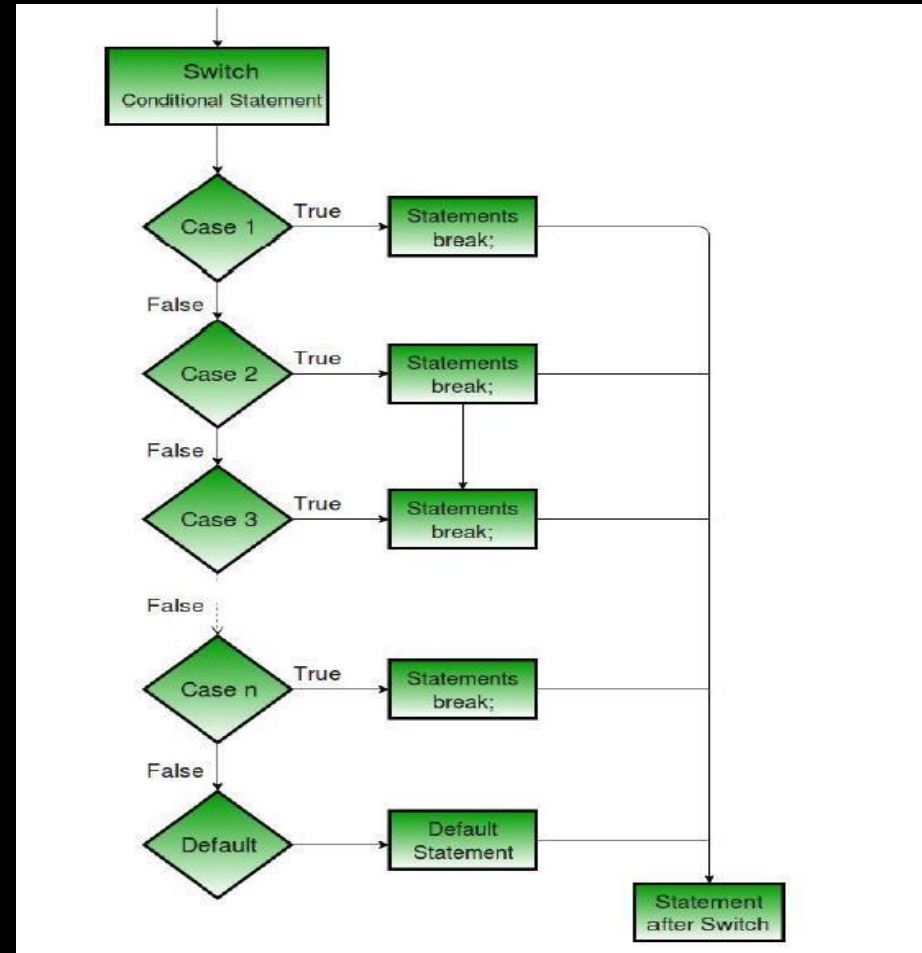 Switch
Conditional Statement
Case 1
True
Statements
break;
False
Case 2
True
Statements
break;
False
Case 3
True
Statements
break;
False
Case n
True
Statements
break;
False
Default
Default
Statement
Statement
after Switch